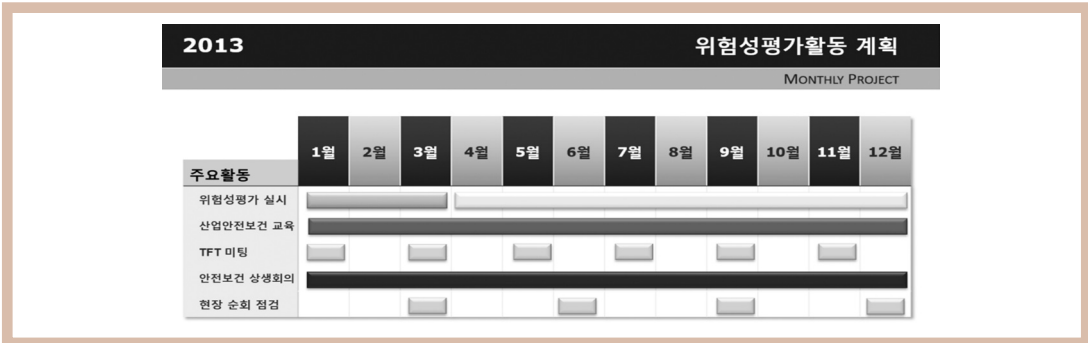 2013 위험성평가활동 계획
MONTHLY PROJECT
1월 2월 3월 4월 5월 6월 7월 8월 9월 10월 11월 12월
주요활동
위험성평가 실시
산업안전보건 교육
TFT 미팅
안전보건 상생회의
현장 순회 점검